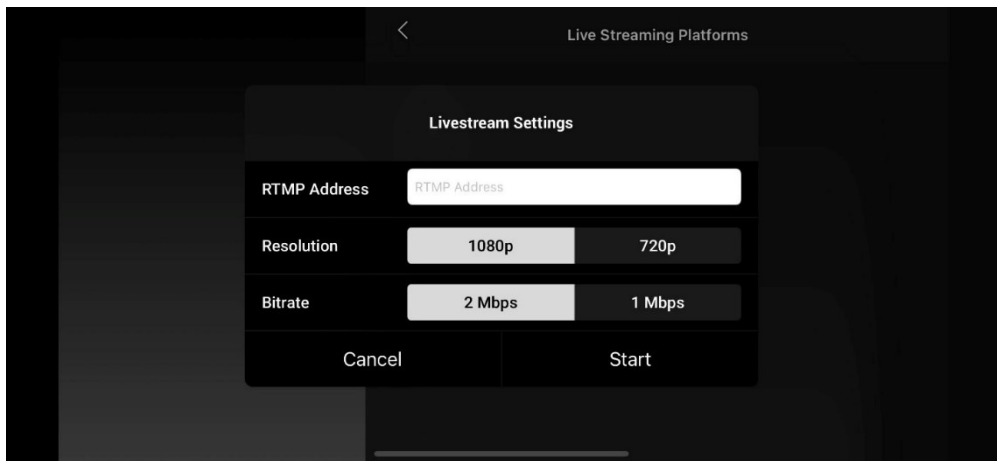 Live Streaming Platforms
Livestream Settings
RTMP Address RTMP Address
Resolution 1080p 720p
Bitrate 2 Mbps 1 Mbps
Cancel Start